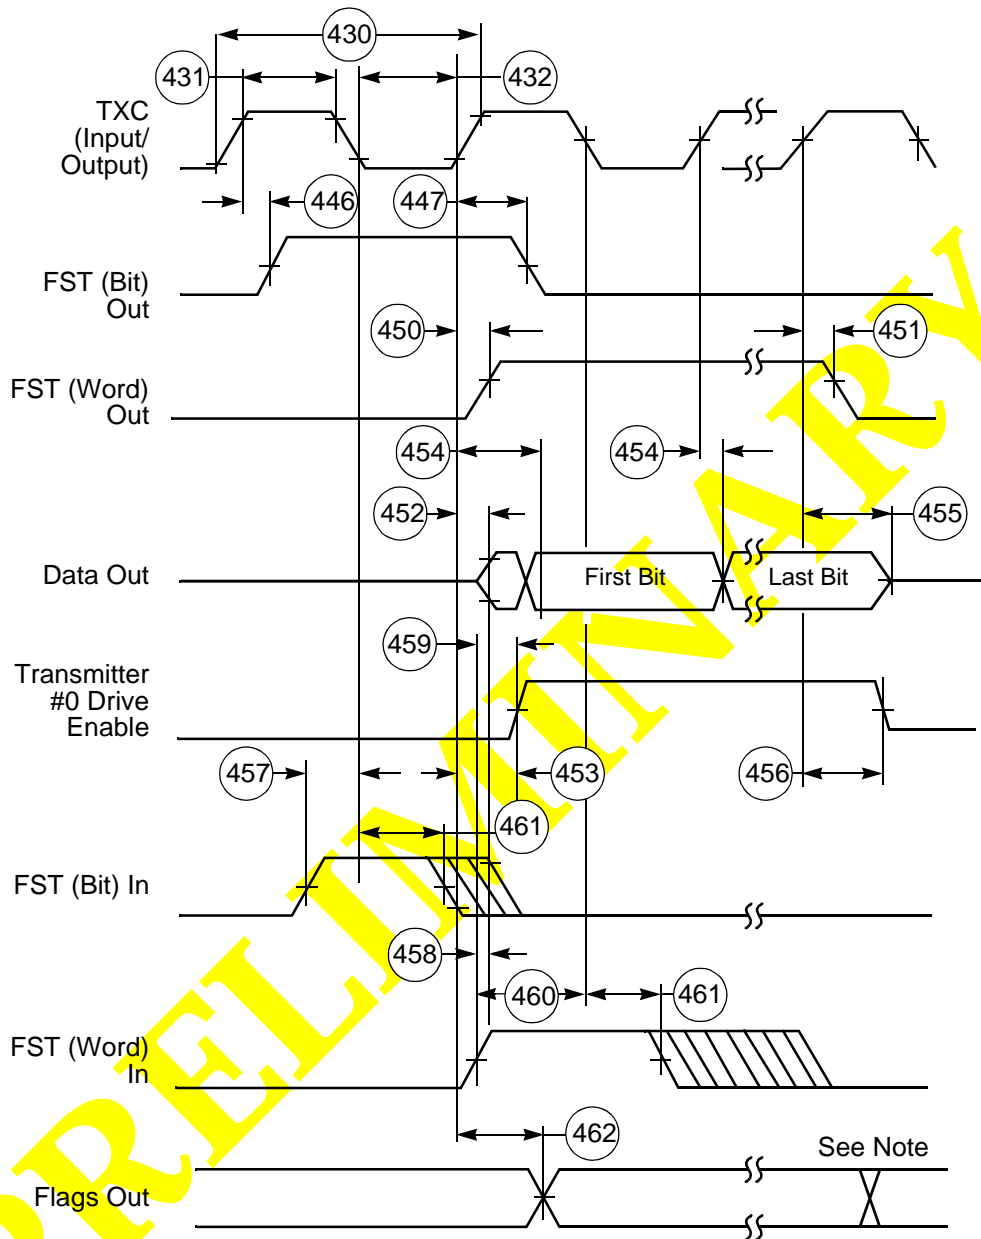 430
431
432
TXC
(Input/
Output)
446
447
FST (Bit)
Out
450
451
FST (Word)
Out
454
454
452
455
Data Out
First Bit
Last Bit
459
Transmitter
#0 Drive
Enable
457
453
456
461
FST (Bit) In
458
460
461
FST (Word)
In
462
See Note
Flags Out
PRELIMINARY